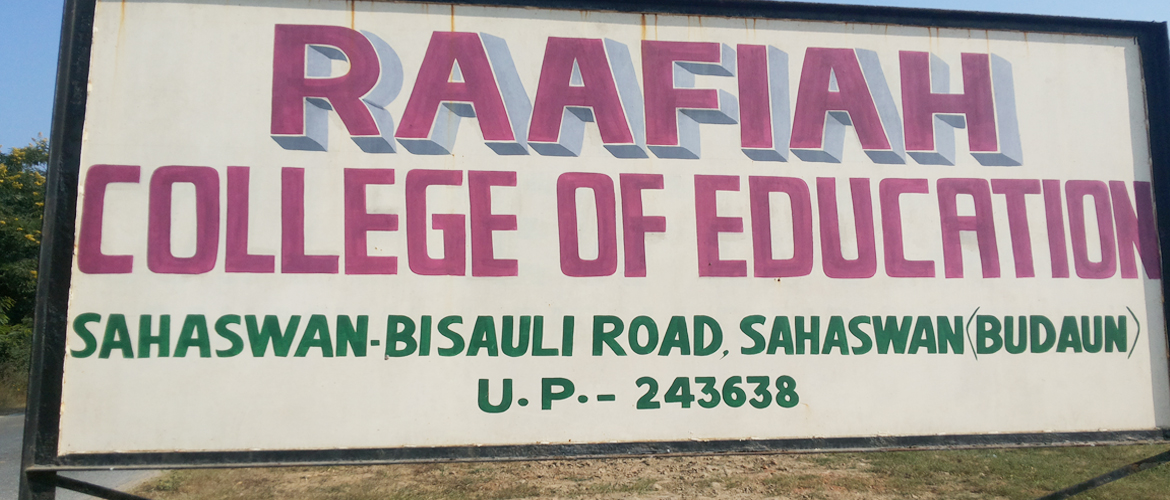 RAAFIAH
COLLEGE OF EDUCATION
SAHASWAN-BISAULI ROAD, SAHASWAN (BUDAUN)
U.P.- 243638